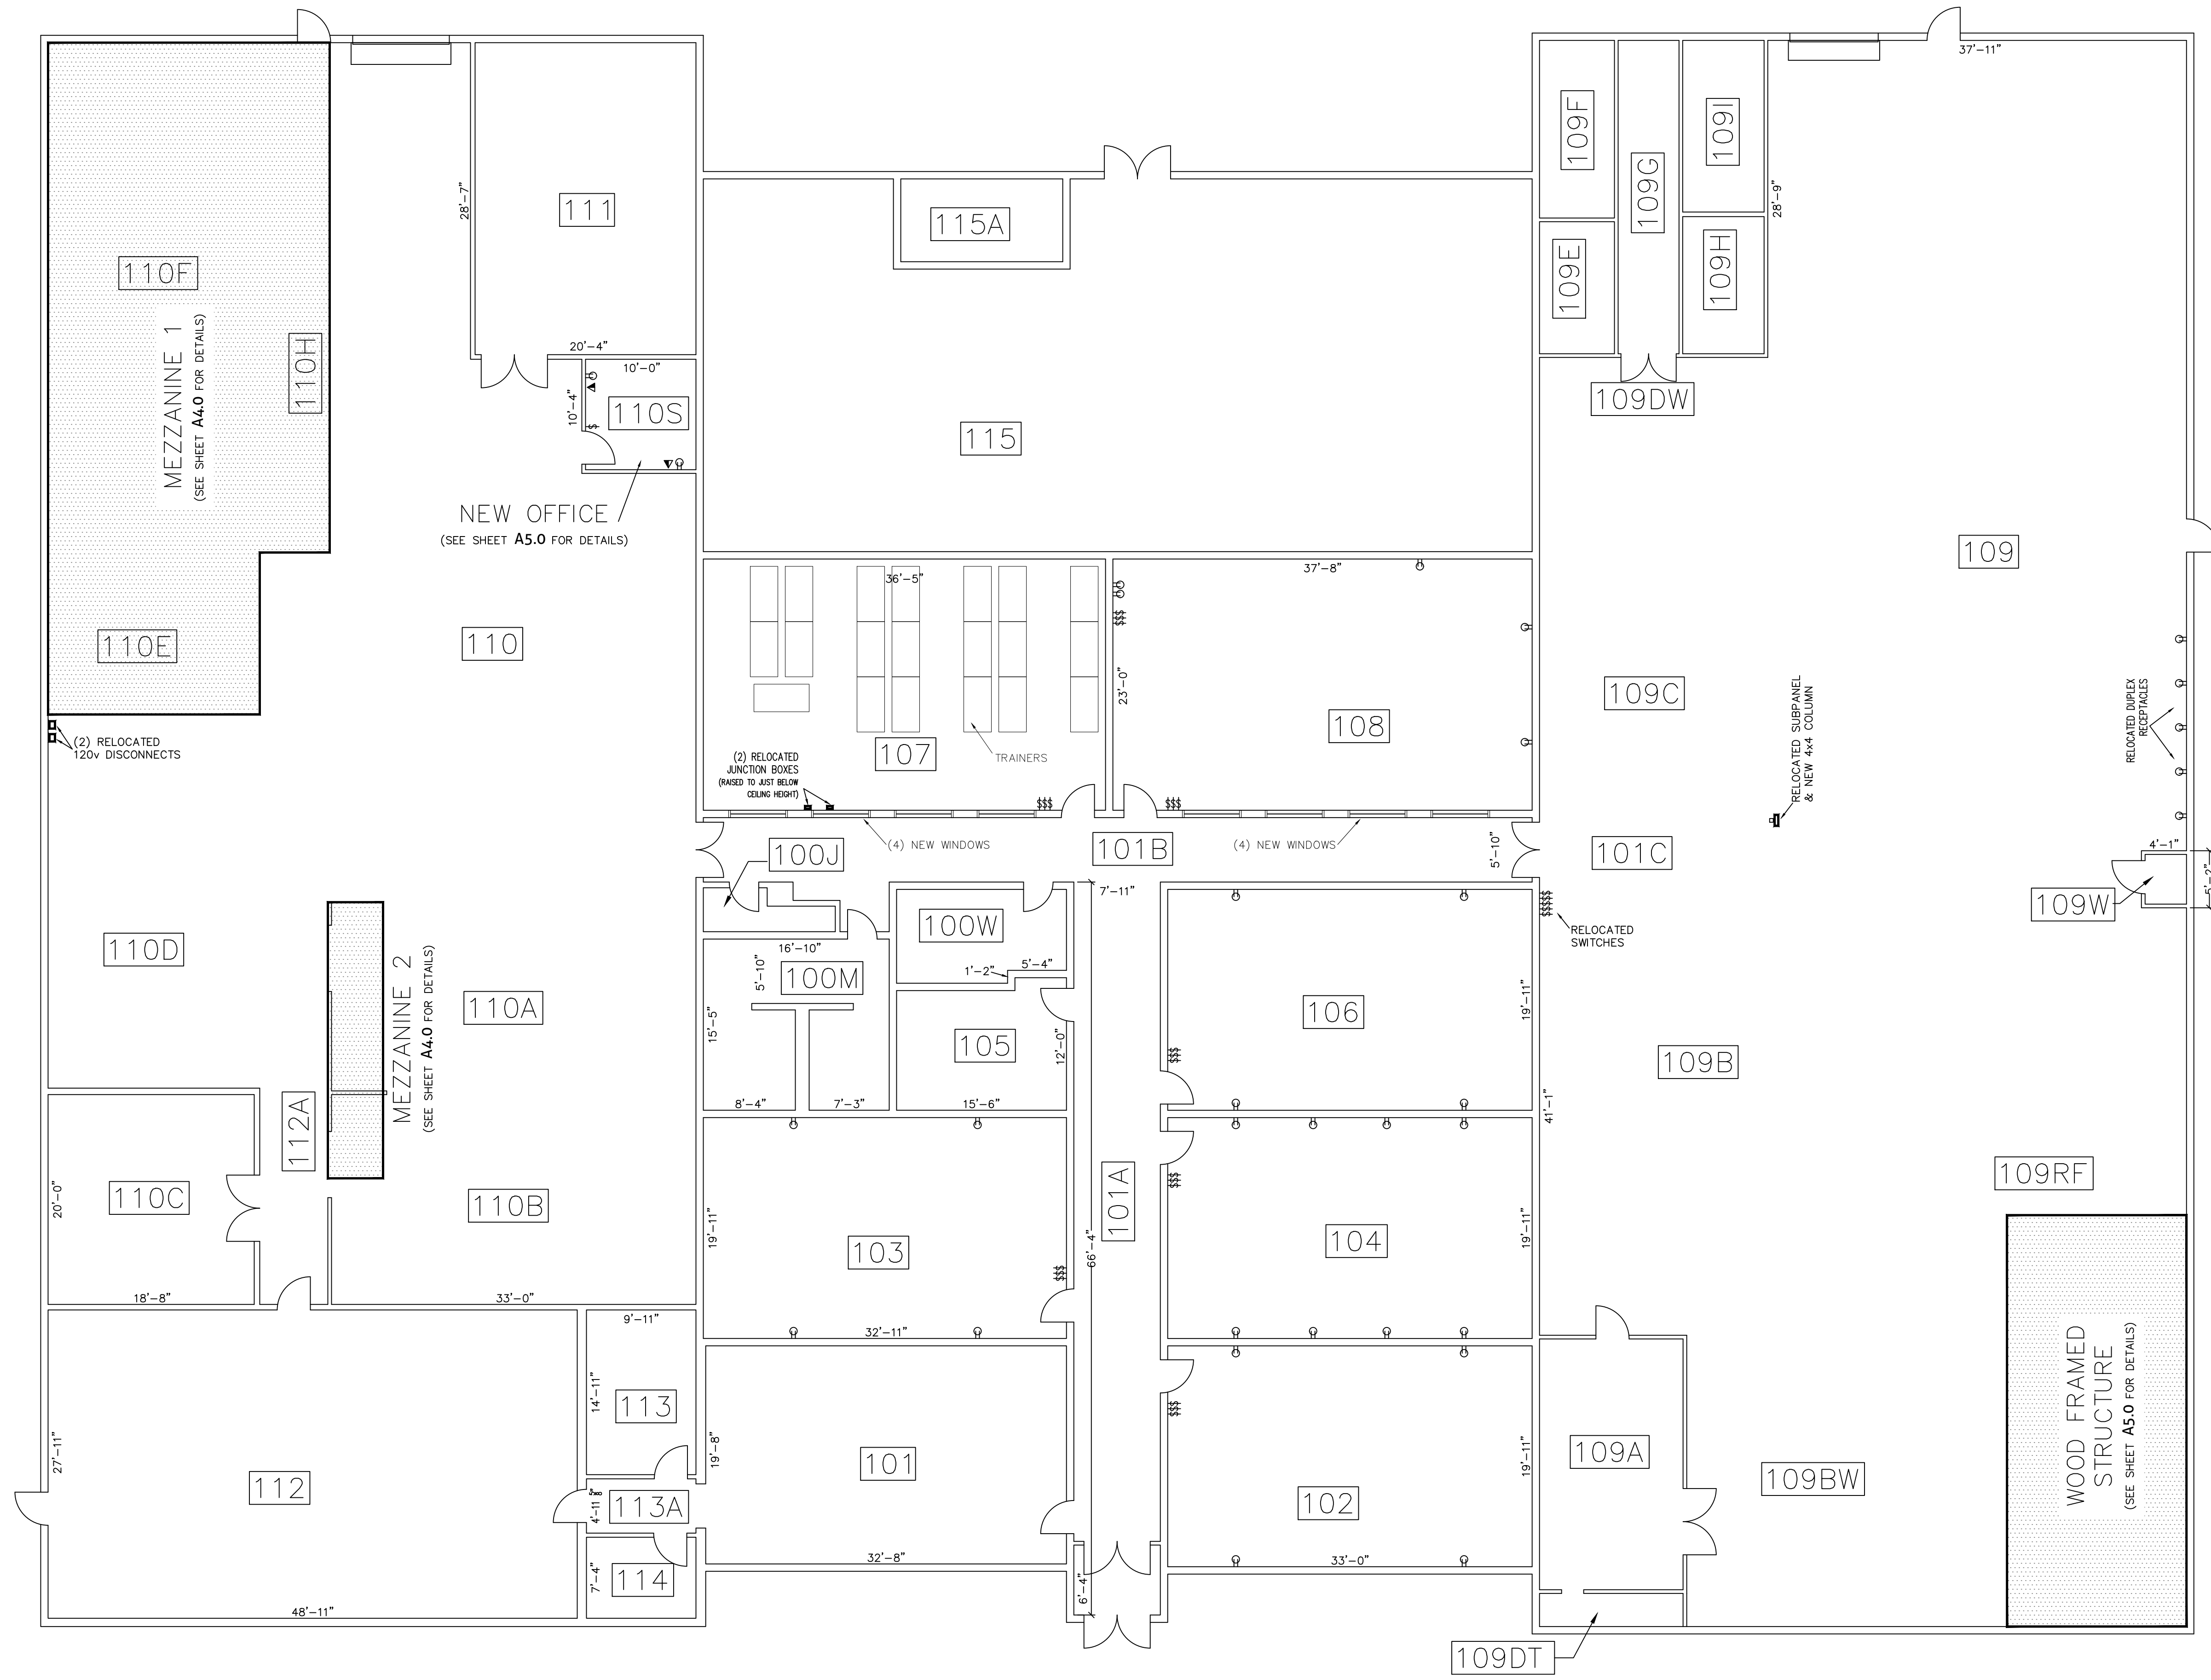 37'-11"
109F
109I
109G
111
28'-7"
28'-9"
115A
109E
109H
110F
MEZZANINE 1
(SEE SHEET A4.0 FOR DETAILS)
110H
20'-4"
10'-0"
10'-4"
110S
$
109DW
115
NEW OFFICE
(SEE SHEET A5.0 FOR DETAILS)
109
36'-5"
37'-8"
$$$
110E
110
23'-0"
109C
108
107
TRAINERS
(2) RELOCATED
120v DISCONNECTS
(2) RELOCATED
JUNCTION BOXES
(RAISED TO JUST BELOW
CEILING HEIGHT)
$$$
$$$
RELOCATED SUBPANEL
& NEW 4x4 COLUMN
RELOCATED DUPLEX
RECEPTACLES
100J
(4) NEW WINDOWS
101B
(4) NEW WINDOWS
5'-10"
101C
4'-1"
5'-2"
7'-11"
109W
$$$$$
RELOCATED
SWITCHES
100W
110D
16'-10"
5'-10"
100M
1'-2"
5'-4"
MEZZANINE 2
(SEE SHEET A4.0 FOR DETAILS)
110A
15'-5"
105
12'-0"
106
19'-11"
$$$
109B
8'-4"
7'-3"
15'-6"
41'-1"
112A
110C
20'-0"
110B
19'-11"
103
$$$
101A
66'-4"
$$$
104
19'-11"
109RF
18'-8"
33'-0"
9'-11"
32'-11"
WOOD FRAMED
STRUCTURE
(SEE SHEET A5.0 FOR DETAILS)
14'-11"
113
$$$
27'-11"
19'-8"
101
109A
109BW
19'-11"
112
4'-11 5"
8
113A
102
32'-8"
33'-0"
7'-4"
114
6'-4"
48'-11"
109DT